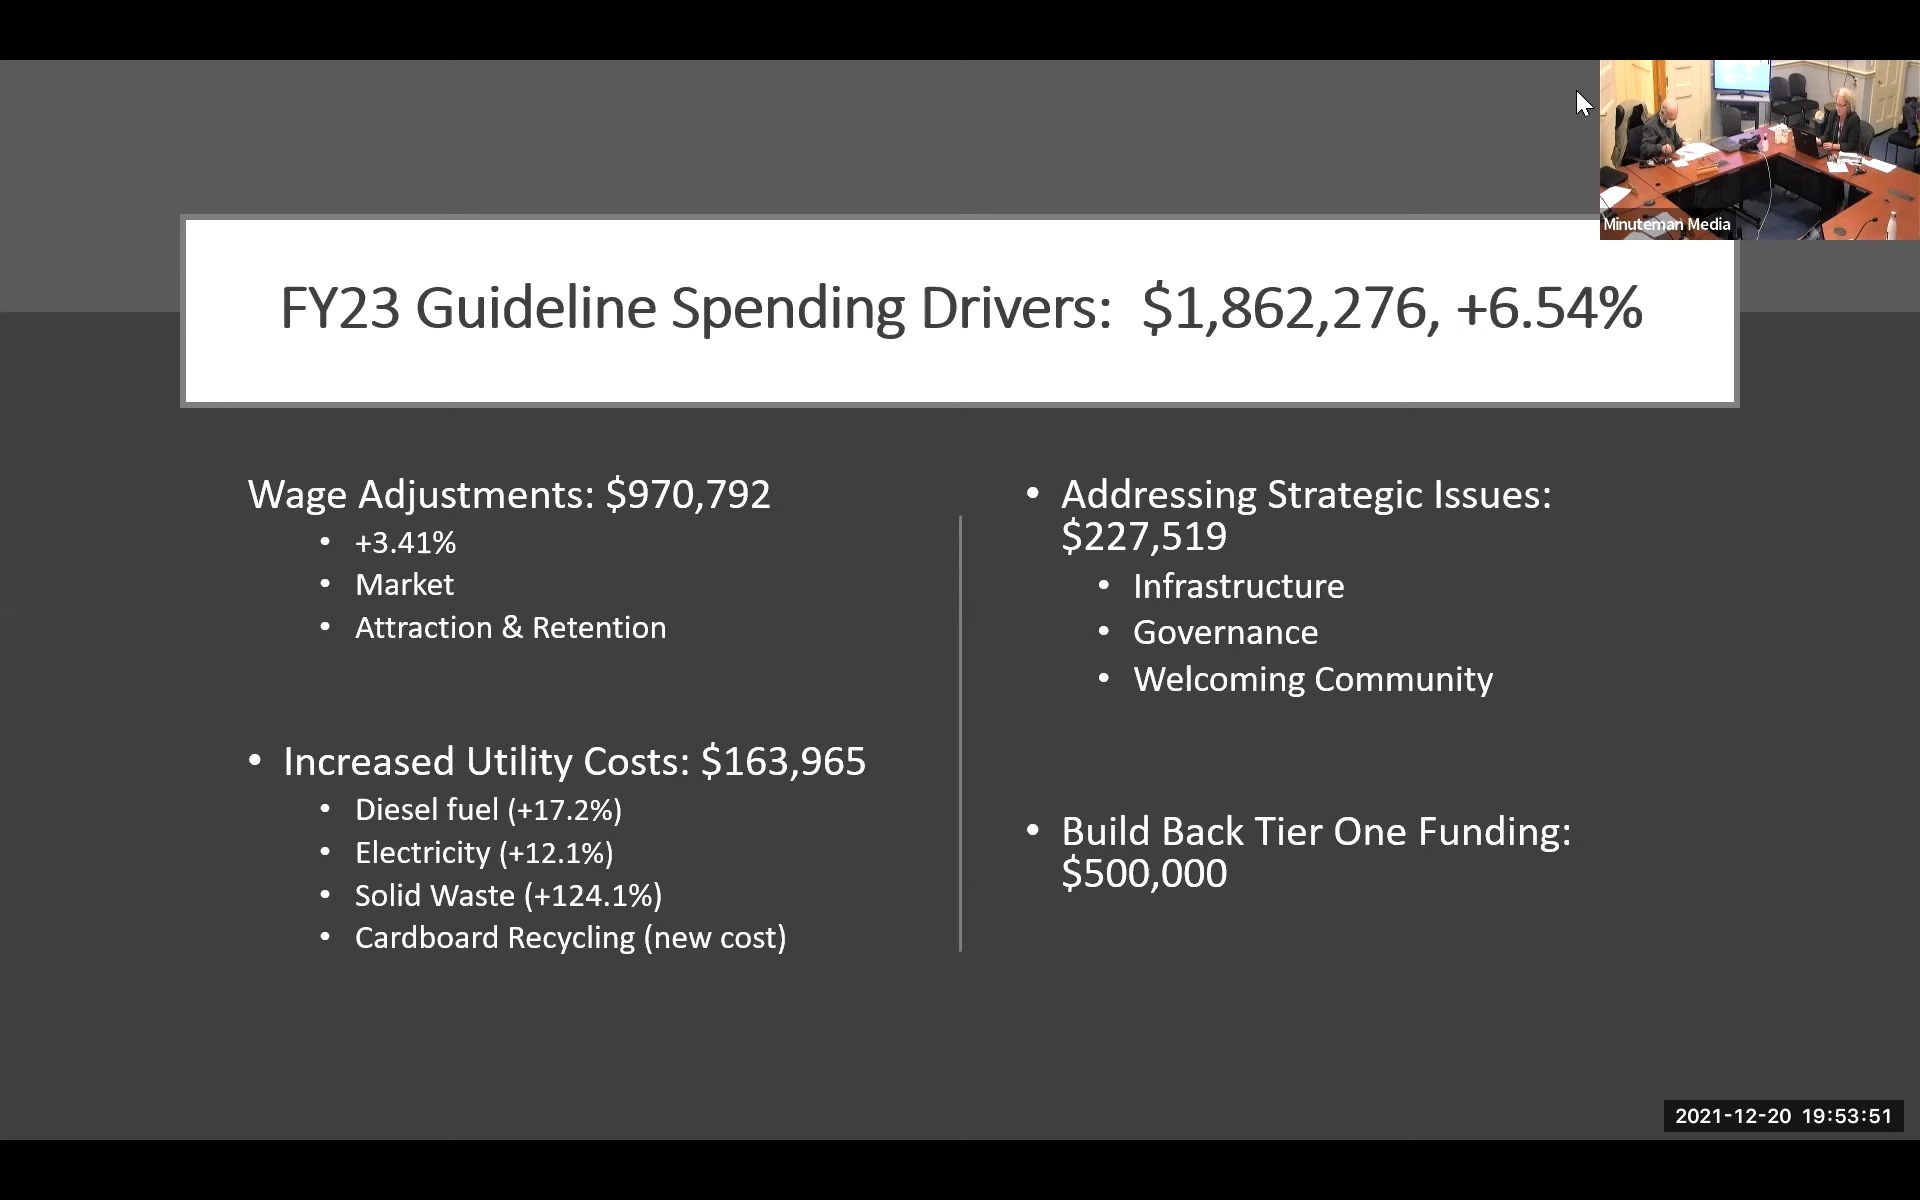 Minuteman Media
FY23 Guideline Spending Drivers:  $1,862,276, +6.54%
Wage Adjustments: $970,792
• +3.41%
• Market
• Attraction & Retention
• Increased Utility Costs: $163,965
• Diesel fuel (+17.2%)
• Electricity (+12.1%)
• Solid Waste (+124.1%)
• Cardboard Recycling (new cost)
• Addressing Strategic Issues:
$227,519
• Infrastructure
• Governance
• Welcoming Community
• Build Back Tier One Funding:
$500,000
2021-12-20 19:53:51